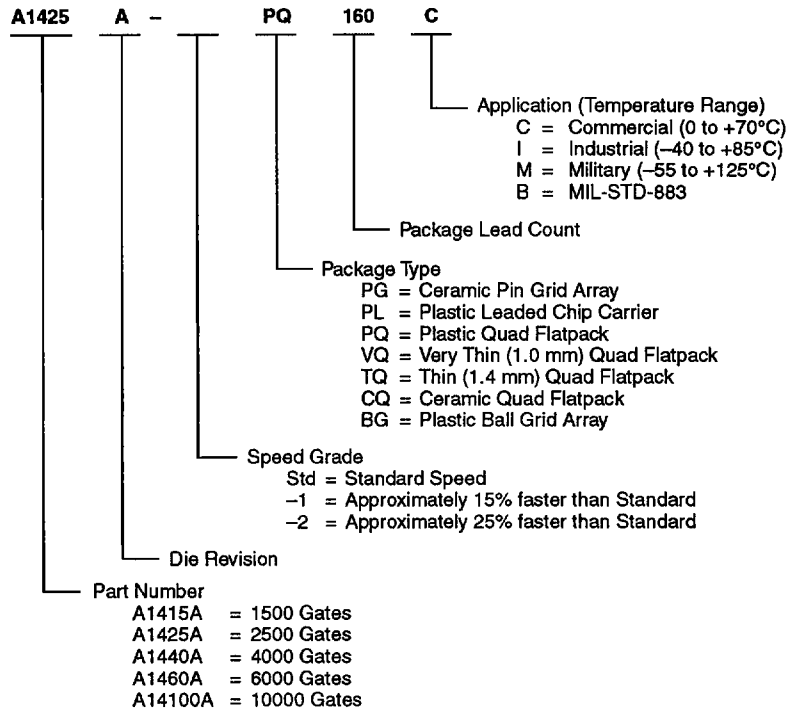 A1425 A – PQ 160 C
Application (Temperature Range)
C = Commercial (0 to +70°C)
I = Industrial (–40 to +85°C)
M = Military (–55 to +125°C)
B = MIL-STD-883
Package Lead Count
Package Type
PG = Ceramic Pin Grid Array
PL = Plastic Leaded Chip Carrier
PQ = Plastic Quad Flatpack
VQ = Very Thin (1.0 mm) Quad Flatpack
TQ = Thin (1.4 mm) Quad Flatpack
CQ = Ceramic Quad Flatpack
BG = Plastic Ball Grid Array
Speed Grade
Std = Standard Speed
–1 = Approximately 15% faster than Standard
–2 = Approximately 25% faster than Standard
Die Revision
Part Number
A1415A = 1500 Gates
A1425A = 2500 Gates
A1440A = 4000 Gates
A1460A = 6000 Gates
A14100A = 10000 Gates